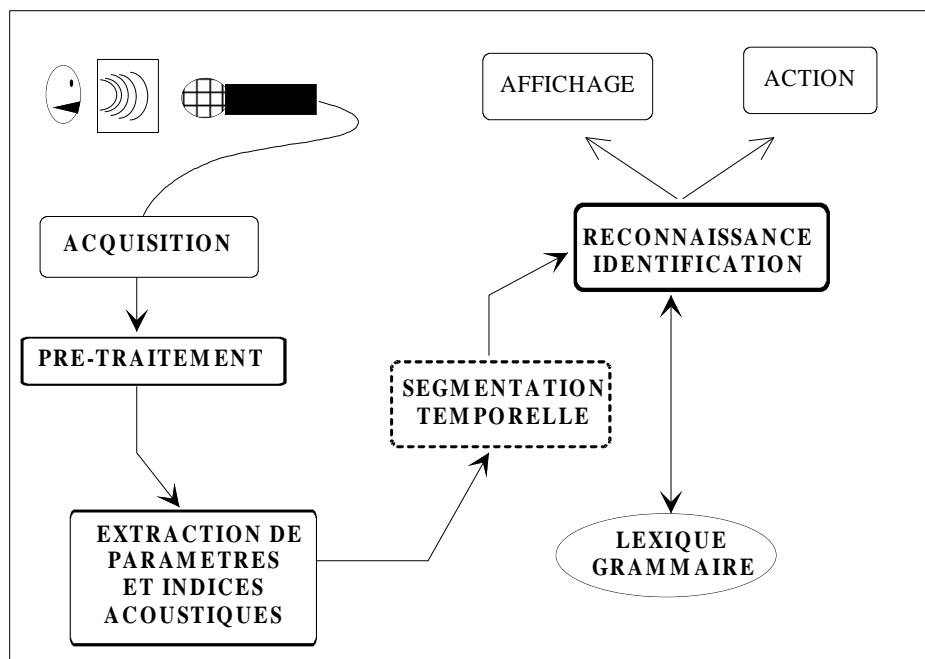 AFFICHAGE
ACTION
ACQUISITION
RECONNAISSANCE
IDENTIFICATION
PRE-TRAITEMENT
SEGMENTATION
TEMPORELLE
EXTRACTION DE
PARAMETRES
ET INDICES
ACOUSTIQUES
LEXIQUE
GRAMMAIRE